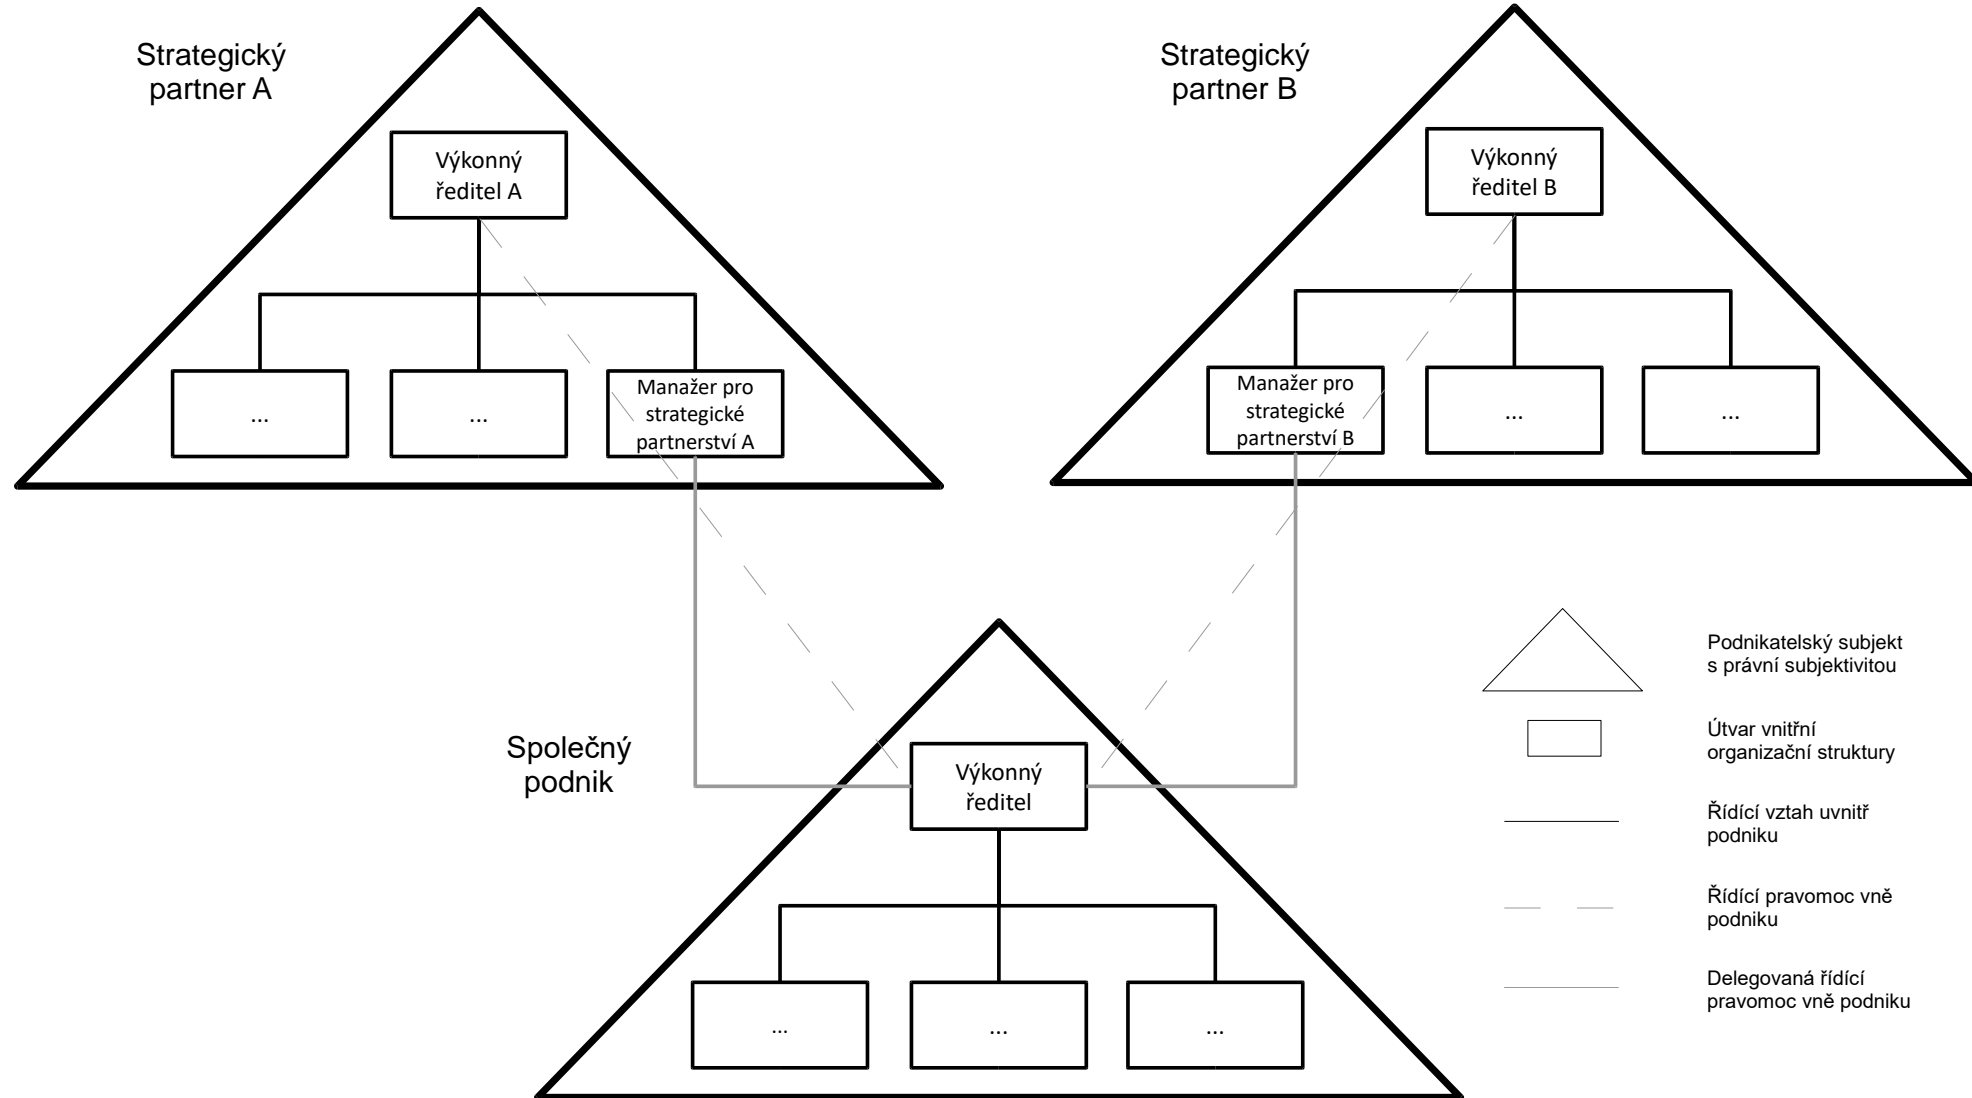 Strategický
partner A
Výkonný
ředitel A
...
...
Manažer pro
strategické
partnerství A
Strategický
partner B
Výkonný
ředitel B
Manažer pro
strategické
partnerství B
...
...
Společný
podnik
Výkonný
ředitel
...
...
...
Podnikatelský subjekt
s právní subjektivitou
Útvar vnitřní
organizační struktury
Řídící vztah uvnitř
podniku
Řídící pravomoc vně
podniku
Delegovaná řídící
pravomoc vně podniku